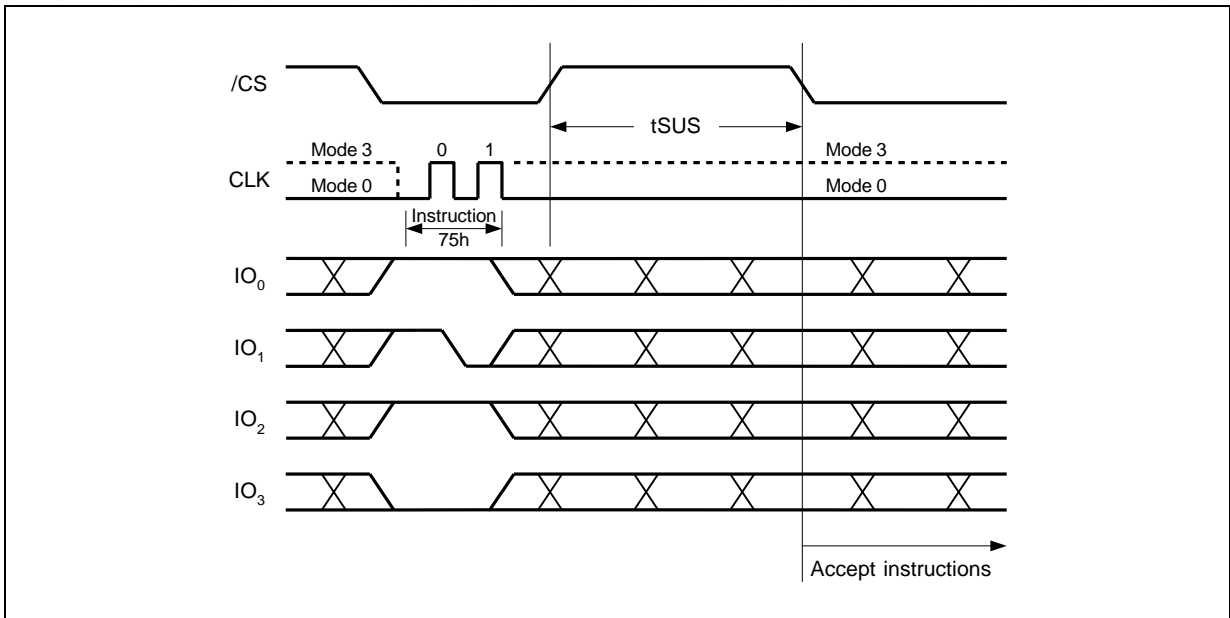 /CS
tSUS
Mode 3 0 1 Mode 3
CLK
Mode 0 Mode 0
Instruction
75h
IO0
IO1
IO2
IO3
Accept instructions